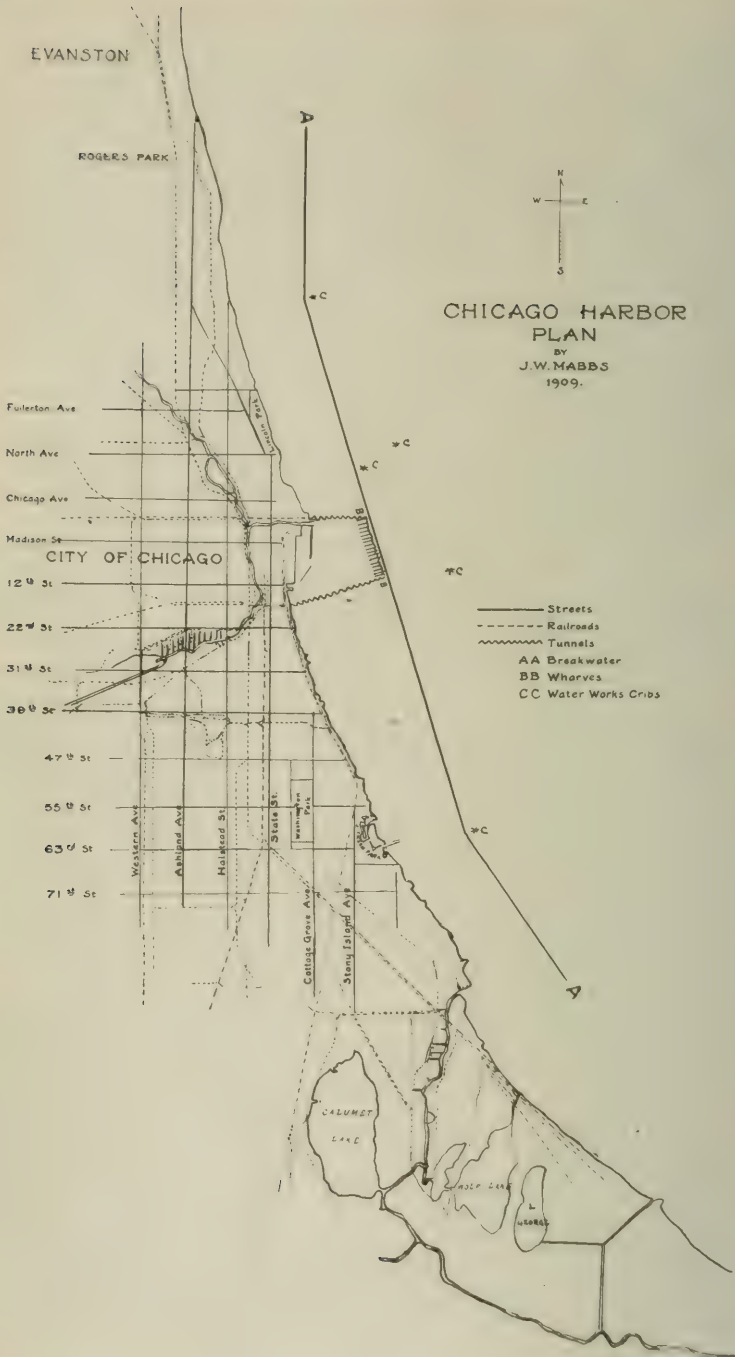 EVANSTON
A
ROGERS PARK
N
W E
S
C
CHICAGO HARBOR
PLAN
BY
J.W. MABBS
1909.
Fullerton Ave
Lincoln Park
C
North Ave
C
Chicago Ave
B
Madison St
CITY OF CHICAGO
C
12th St
B
Streets
22nd St
Railroads
Tunnels
31st St
AA Breakwater
BB Wharves
CC Water Works Cribs
39th St
47th St
55th St
Western Ave
Ashland Ave
Halstead St.
State St.
Washington
Park
63rd St
C
71st St
Cottage Grove Ave
Stony Island Ave
A
CALUMET
LAKE
WOLF LAKE
L
GEORGE